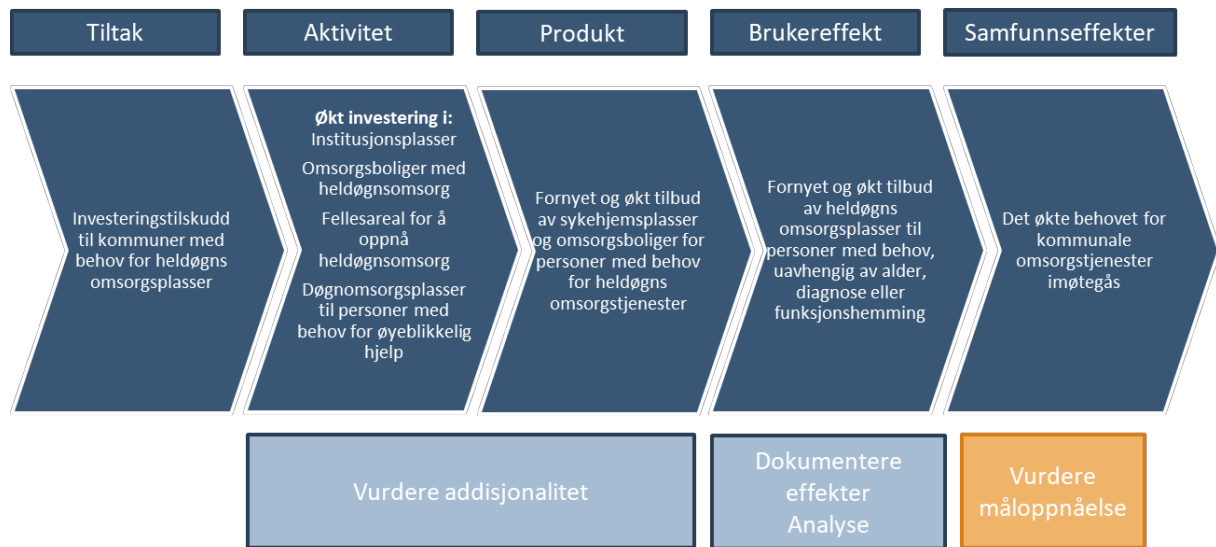 Tiltak
Aktivitet
Produkt
Brukereffekt
Samfunnseffekter
Investeringstilskudd
til kommuner med
behov for heldøgns
omsorgsplasser
Økt investering i:
Institusjonsplasser
Omsorgsboliger med
heldøgnsomsorg
Fellesareal for å
oppnå
heldøgnsomsorg
Døgnomsorgsplasser
til personer med
behov for øyeblikkelig
hjelp
Fornyet og økt tilbud
av sykehjemsplasser
og omsorgsboliger for
personer med behov
for heldøgns
omsorgstjenester
Fornyet og økt tilbud
av heldøgns
omsorgsplasser til
personer med behov,
uavhengig av alder,
diagnose eller
funksjonshemming
Det økte behovet for
kommunale
omsorgstjenester
imøtegås
Vurdere addisjonalitet
Dokumentere
effekter
Analyse
Vurdere
måloppnåelse